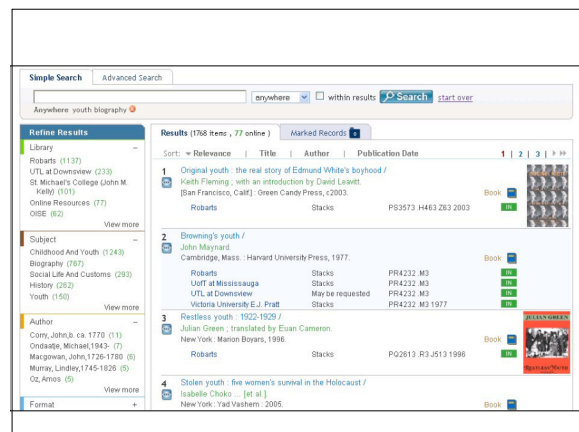 Simple Search
Advanced Search
anywhere
within results
Search
start over
Anywhere youth biography
Refine Results
Library –
Robarts (1137)
UTL at Downsview (233)
St. Michael's College (John M.
Kelly) (101)
Online Resources (77)
OISE (62)
View more
Subject –
Childhood And Youth (1243)
Biography (767)
Social Life And Customs (293)
History (262)
Youth (150)
View more
Author –
Corry, John,b. ca. 1770 (11)
Ondaatje, Michael,1943- (7)
Macgowan, John,1726-1780 (6)
Murray, Lindley,1745-1826 (5)
Oz, Amos (5)
View more
Format +
Results (1768 items , 77 online )
Marked Records 0
Sort: Relevance | Title | Author | Publication Date
1 | 2 | 3 |
1 Original youth : the real story of Edmund White's boyhood /
Keith Fleming ; with an introduction by David Leavitt.
[San Francisco, Calif.] : Green Candy Press, c2003.
Book
Robarts Stacks PS3573 .H463 Z63 2003 IN
2 Browning's youth /
John Maynard.
Cambridge, Mass. : Harvard University Press, 1977.
Book
Robarts Stacks PR4232 .M3 IN
UofT at Mississauga Stacks PR4232 .M3 IN
UTL at Downsview May be requested PR4232 .M3 IN
Victoria University E.J. Pratt Stacks PR4232 .M3 1977 IN
3 Restless youth : 1922-1929 /
Julian Green ; translated by Euan Cameron.
New York : Marion Boyars, 1996.
Book
Robarts Stacks PQ2613 .R3 J513 1996 IN
JULIAN GREEN
RESTLESS YOUTH
4 Stolen youth : five women's survival in the Holocaust /
Isabelle Choko ... [et al.].
New York : Yad Vashem : 2005.
Book